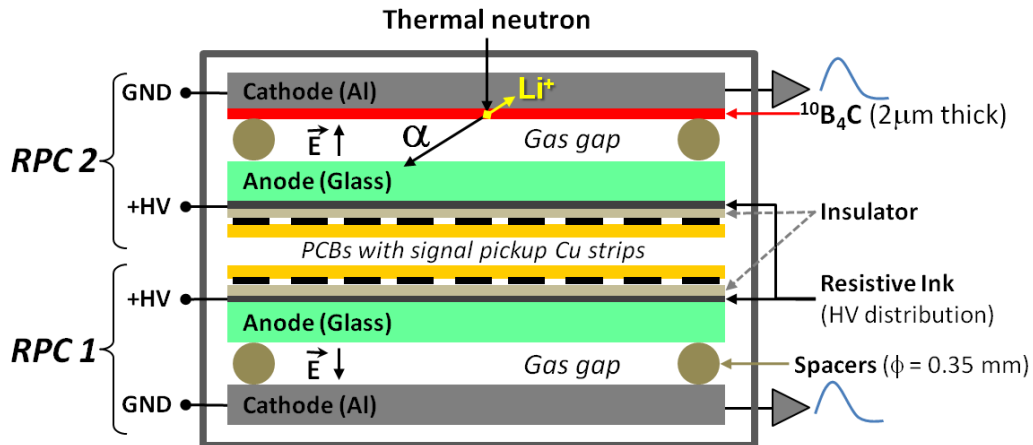 Thermal neutron
GND
Cathode (Al)
Li⁺
¹⁰B₄C (2μm thick)
E
α
Gas gap
RPC 2
Anode (Glass)
+HV
Insulator
PCBs with signal pickup Cu strips
+HV
Resistive Ink
(HV distribution)
Anode (Glass)
RPC 1
E
Gas gap
Spacers (ϕ = 0.35 mm)
GND
Cathode (Al)